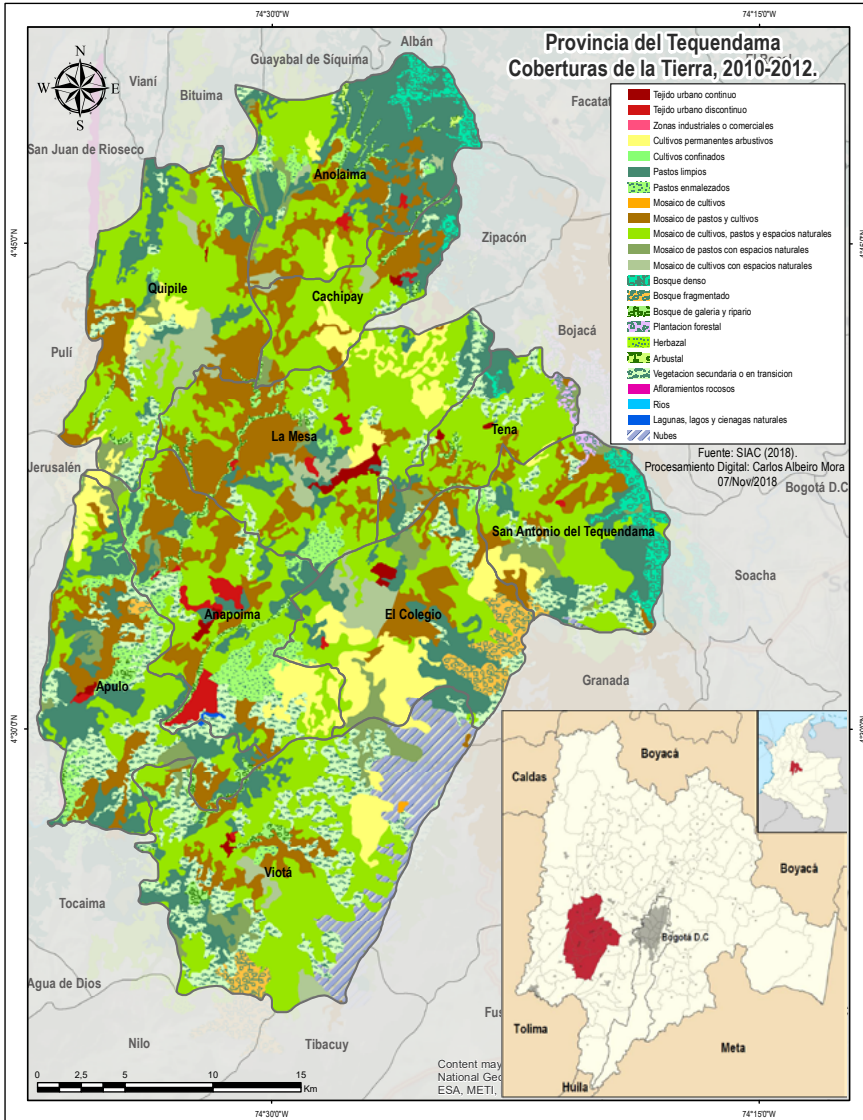 74°30'0"W
74°15'0"W
Provincia del Tequendama
Coberturas de la Tierra, 2010-2012.
N
W
E
S
Albán
Guayabal de Síquima
Vianí
Bituima
San Juan de Rioseco
Facatat
Zipacón
Bojacá
Pulí
Jerusalén
Anolaima
Quipile
Cachipay
La Mesa
Tena
San Antonio del Tequendama
Anapoima
El Colegio
Apulo
Viotá
Tejido urbano continuo
Tejido urbano discontinuo
Zonas industriales o comerciales
Cultivos permanentes arbustivos
Cultivos confinados
Pastos limpios
Pastos enmalezados
Mosaico de cultivos
Mosaico de pastos y cultivos
Mosaico de cultivos, pastos y espacios naturales
Mosaico de pastos con espacios naturales
Mosaico de cultivos con espacios naturales
Bosque denso
Bosque fragmentado
Bosque de galeria y ripario
Plantacion forestal
Herbazal
Arbustal
Vegetacion secundaria o en transicion
Afloramientos rocosos
Rios
Lagunas, lagos y cienagas naturales
Nubes
Fuente: SIAC (2018).
Procesamiento Digital: Carlos Albeiro Mora
07/Nov/2018
Bogotá D.C
Soacha
Granada
Tocaima
Agua de Dios
Nilo
Tibacuy
Fus
4°45'0"N
4°30'0"N
Boyacá
Caldas
Boyacá
Bogotá D.C
Tolima
Meta
Huila
Content may
National Geo
ESA, METI,
0 2,5 5 10 15
Km
74°30'0"W
74°15'0"W